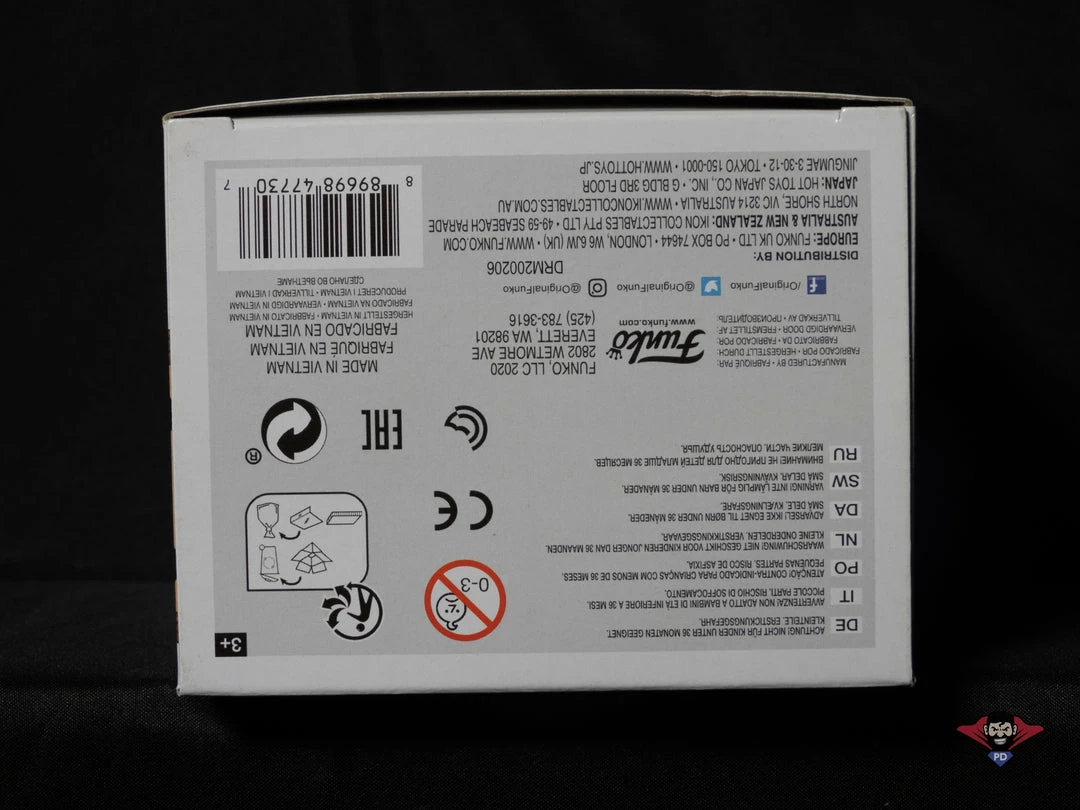 DE ACHTUNG! NICHT FÜR KINDER UNTER 36 MONATEN GEEIGNET.
KLEINTEILE. ERSTICKUNGSGEFAHR.
IT AVVERTENZA! NON ADATTO A BAMBINI DI ETÀ INFERIORE A 36 MESI.
PICCOLE PARTI. RISCHIO DI SOFFOCAMENTO.
PO ATENÇÃO! CONTRA-INDICADO PARA CRIANÇAS COM MENOS DE 36 MESES.
PEQUENAS PARTES. RISCO DE ASFIXIA.
NL WAARSCHUWING! NIET GESCHIKT VOOR KINDEREN JONGER DAN 36 MAANDEN.
KLEINE ONDERDELEN. VERSTIKKINGSGEVAAR.
DA ADVARSEL! IKKE EGNET TIL BØRN UNDER 36 MÅNEDER.
SMÅ DELE. KVÆLNINGSFARE.
SW VARNING! INTE LÄMPLIG FÖR BARN UNDER 36 MÅNADER.
SMÅ DELAR. KVÄVNINGSRISK.
RU ВНИМАНИЕ! НЕ ПРИГОДНО ДЛЯ ДЕТЕЙ МЛАДШЕ 36 МЕСЯЦЕВ.
МЕЛКИЕ ЧАСТИ. ОПАСНОСТЬ УДУШЬЯ.
0-3
3+
CE
EAC
®
MANUFACTURED BY • FABRIQUÉ PAR:
FABRICADO POR • HERGESTELLT DURCH:
FABBRICATO DA • FABRICADO POR:
VERVAARDIGD DOOR • FREMSTILLET AF:
TILLVERKAD AV • ПРОИЗВОДИТЕЛЬ:
Funko
www.funko.com
FUNKO, LLC 2020
2802 WETMORE AVE
EVERETT, WA 98201
(425) 783-3616
MADE IN VIETNAM
FABRIQUÉ EN VIETNAM
FABRICADO EN VIETNAM
HERGESTELLT IN VIETNAM • FABBRICATO IN VIETNAM
FABRICADO NA VIETNAM • VERVAARDIGD IN VIETNAM
PRODUCERET I VIETNAM • TILLVERKAD I VIETNAM
СДЕЛАНО ВО ВЬЕТНАМЕ
/OriginalFunko @OriginalFunko @OriginalFunko
DRM200206
DISTRIBUTION BY:
EUROPE: FUNKO UK LTD • PO BOX 74644 • LONDON, W6 6JW (UK) • WWW.FUNKO.COM
AUSTRALIA & NEW ZEALAND: IKON COLLECTABLES PTY LTD • 49-59 SEABEACH PARADE
NORTH SHORE, VIC 3214 AUSTRALIA • WWW.IKONCOLLECTABLES.COM.AU
JAPAN: HOT TOYS JAPAN CO., INC. • G BLDG 3RD FLOOR
JINGUMAE 3-30-12 • TOKYO 150-0001 • WWW.HOTTOYS.JP
8 89698 47730 7
PD